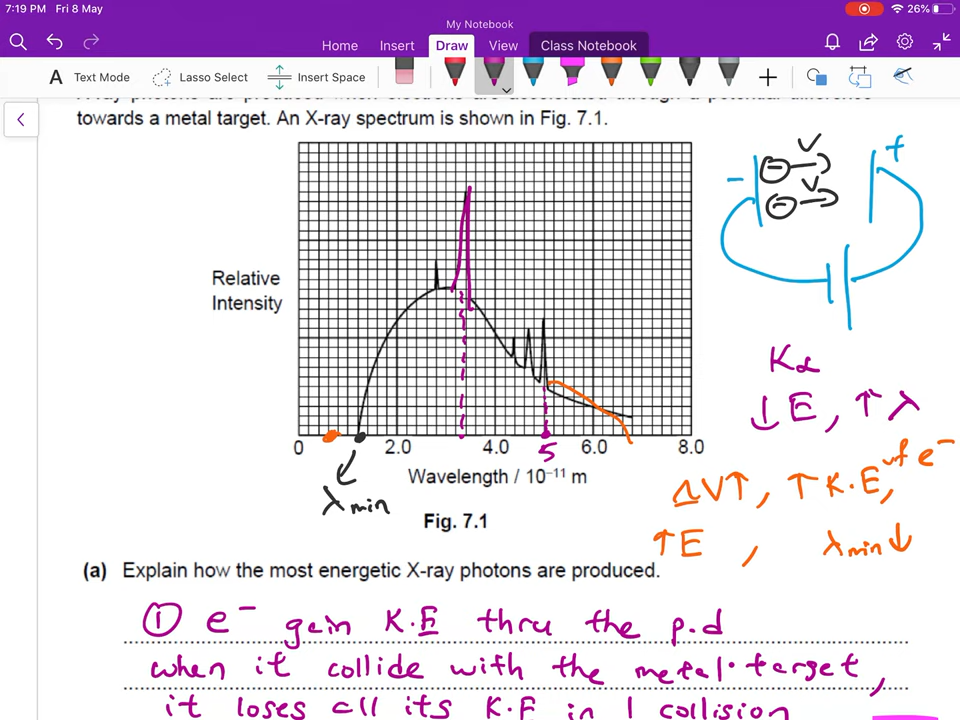 7:19 PM Fri 8 May
26%
My Notebook
Home Insert Draw View Class Notebook
A Text Mode Lasso Select Insert Space
towards a metal target. An X-ray spectrum is shown in Fig. 7.1.
Relative
Intensity
0 2.0 4.0 6.0 8.0
5
Wavelength / 10⁻¹¹ m
λ min
Fig. 7.1
- +
V
V
Kα
↓ E, ↑ λ
ΔV↑, ↑ K.E of e⁻,
↑ E , λmin ↓
(a) Explain how the most energetic X-ray photons are produced.
① e⁻ gain K.E thru the p.d
when it collide with the metal target,
it loses all its K.E in 1 collision